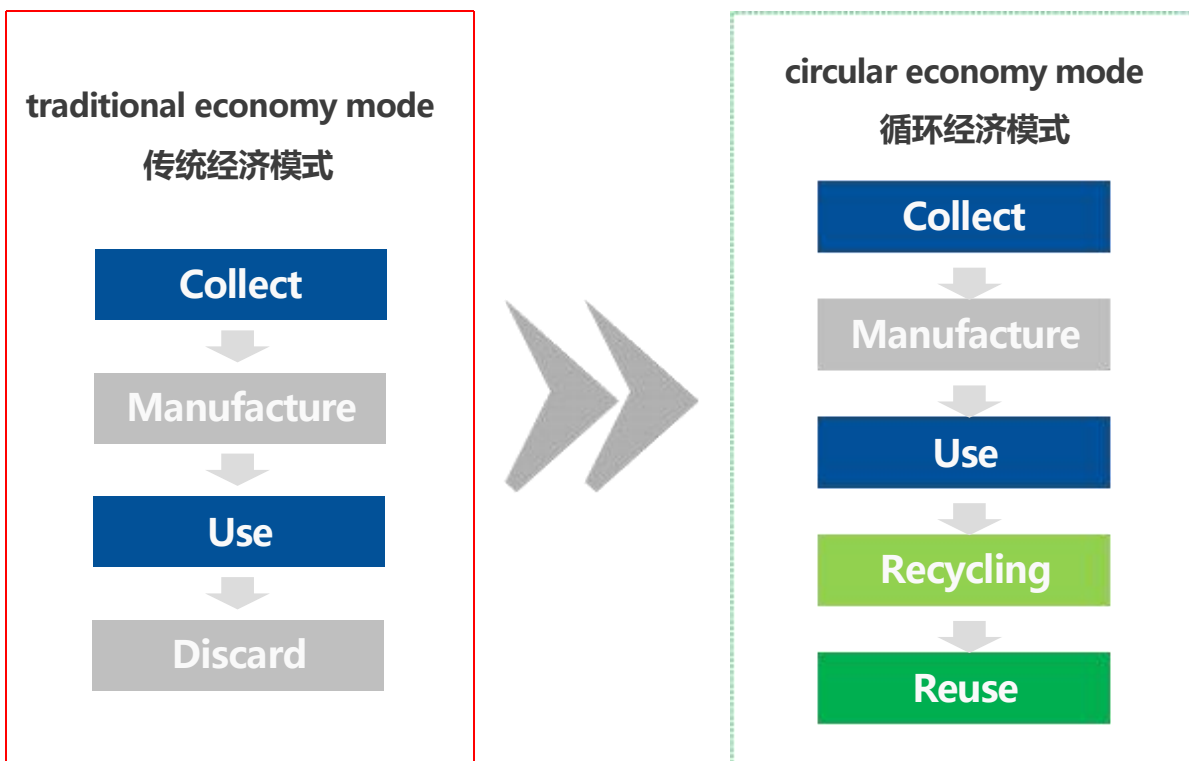 traditional economy mode
传统经济模式
Collect
Manufacture
Use
Discard
circular economy mode
循环经济模式
Collect
Manufacture
Use
Recycling
Reuse